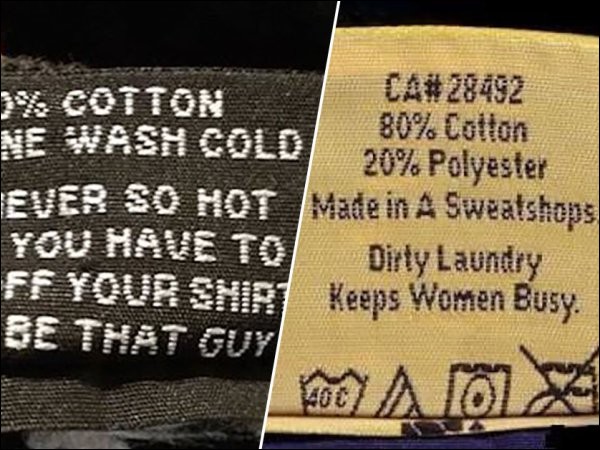 0% COTTON
NE WASH COLD
EVER SO HOT
YOU HAVE TO
FF YOUR SHIRT
BE THAT GUY
CA# 28492
80% Cotton
20% Polyester
Made in A Sweatshops
Dirty Laundry
Keeps Women Busy.
40 C